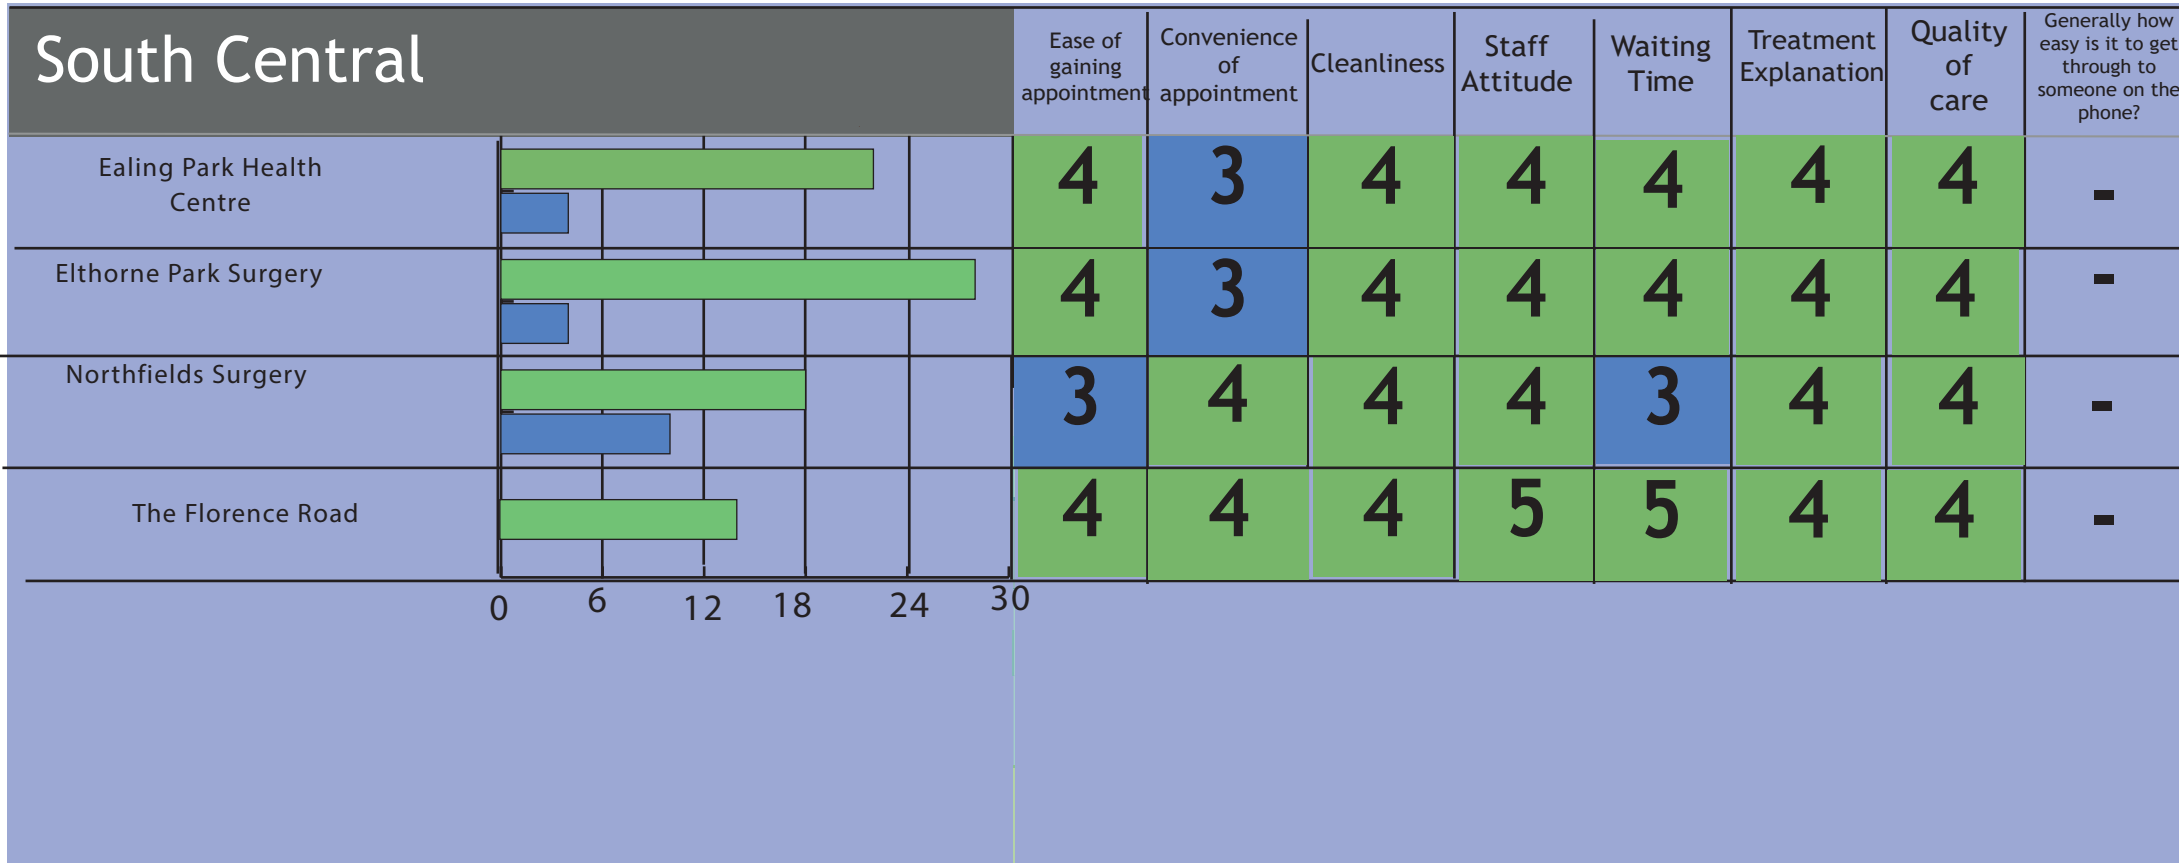 South Central
Ease of
gaining
appointment
Convenience
of
appointment
Cleanliness
Staff
Attitude
Waiting
Time
Treatment
Explanation
Quality
of
care
Generally how
easy is it to get
through to
someone on the
phone?
Ealing Park Health
Centre
4 3 4 4 4 4 4 -
Elthorne Park Surgery
4 3 4 4 4 4 4 -
Northfields Surgery
3 4 4 4 3 4 4 -
The Florence Road
4 4 4 5 5 4 4 -
0 6 12 18 24 30